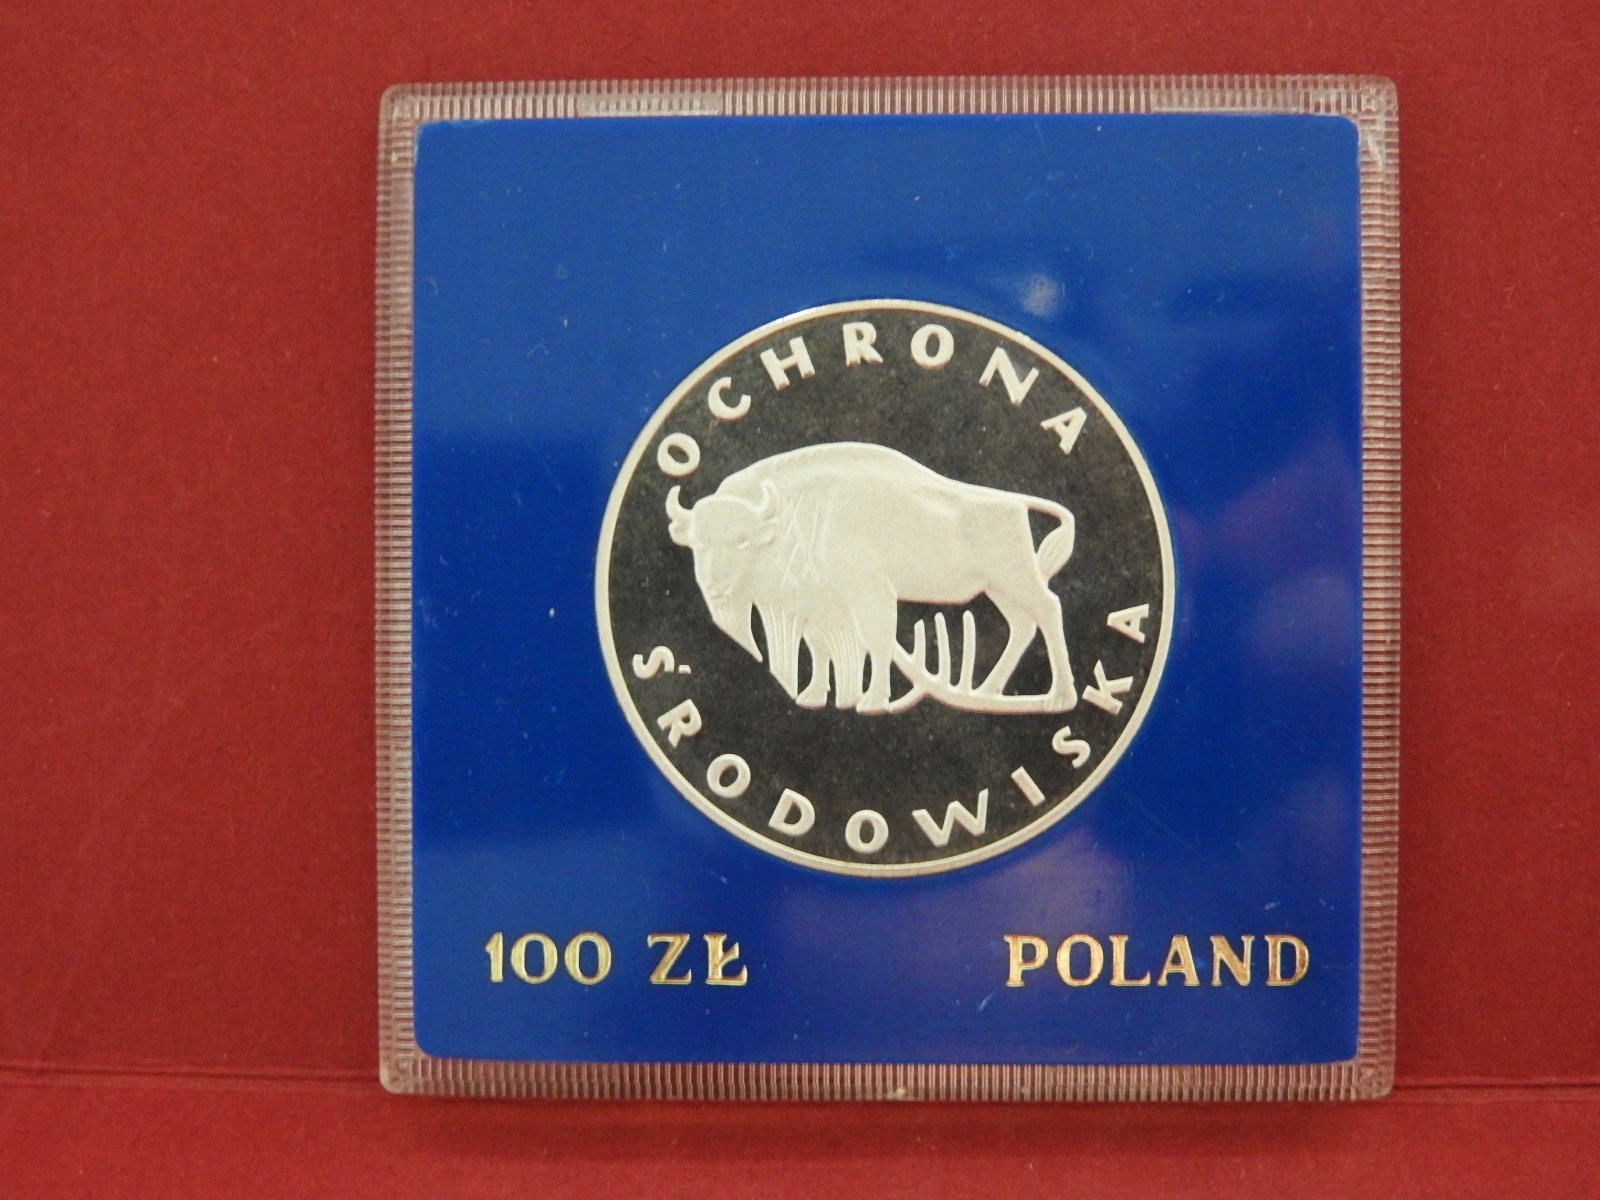 OCHRONA
ŚRODOWISKA
100 ZŁ POLAND